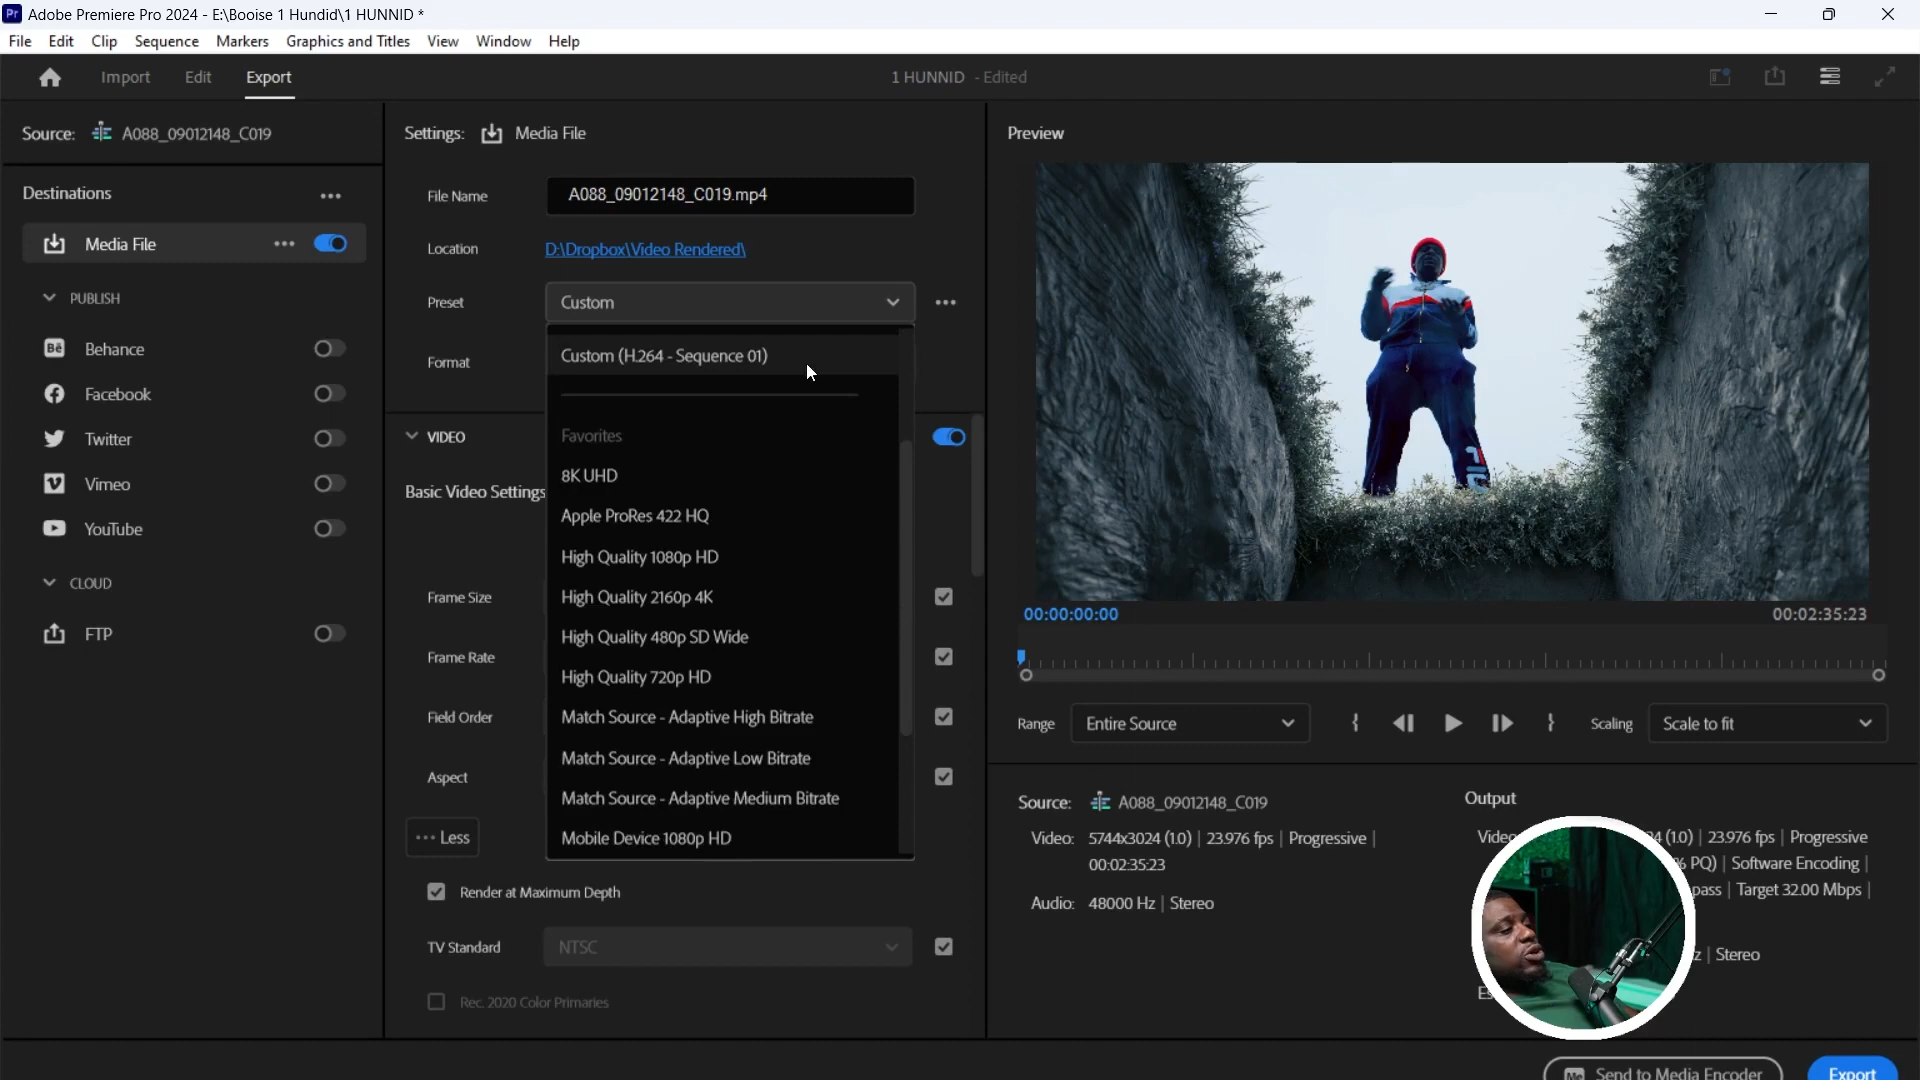 Pr Adobe Premiere Pro 2024 - E:\Booise 1 Hundid\1 HUNNID *
File Edit Clip Sequence Markers Graphics and Titles View Window Help
Import Edit Export 1 HUNNID - Edited
Source: A088_09012148_C019
Settings: Media File
Preview
Destinations
Media File
PUBLISH
Bē Behance
Facebook
Twitter
Vimeo
YouTube
CLOUD
FTP
File Name A088_09012148_C019.mp4
Location D:\Dropbox\Video Rendered\
Preset Custom
Format
Custom (H.264 - Sequence 01)
Favorites
8K UHD
Apple ProRes 422 HQ
High Quality 1080p HD
High Quality 2160p 4K
High Quality 480p SD Wide
High Quality 720p HD
Match Source - Adaptive High Bitrate
Match Source - Adaptive Low Bitrate
Match Source - Adaptive Medium Bitrate
Mobile Device 1080p HD
VIDEO
Basic Video Settings
Frame Size
Frame Rate
Field Order
Aspect
Less
Render at Maximum Depth
TV Standard NTSC
Rec. 2020 Color Primaries
FILA
00:00:00:00 00:02:35:23
Range Entire Source Scaling Scale to fit
Source: A088_09012148_C019
Video: 5744x3024 (1.0) | 23.976 fps | Progressive |
00:02:35:23
Audio: 48000 Hz | Stereo
Output
(1.0) | 23.976 fps | Progressive
PQ) | Software Encoding |
pass | Target 32.00 Mbps |
z | Stereo
Me Send to Media Encoder Export